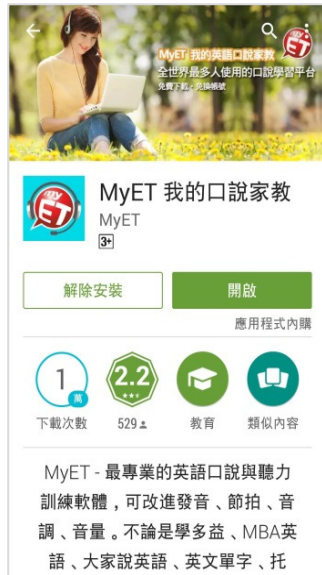 MyET 我的英語口說家教
全世界最多人使用的口說學習平台
免費下載、免換帳號
my
ET
my
ET
MyET 我的口說家教
MyET
3+
解除安裝
開啟
應用程式內購
1
萬
2.2
下載次數
529
教育
類似內容
MyET - 最專業的英語口說與聽力
訓練軟體，可改進發音、節拍、音
調、音量。不論是學多益、MBA英
語、大家說英語、英文單字、托